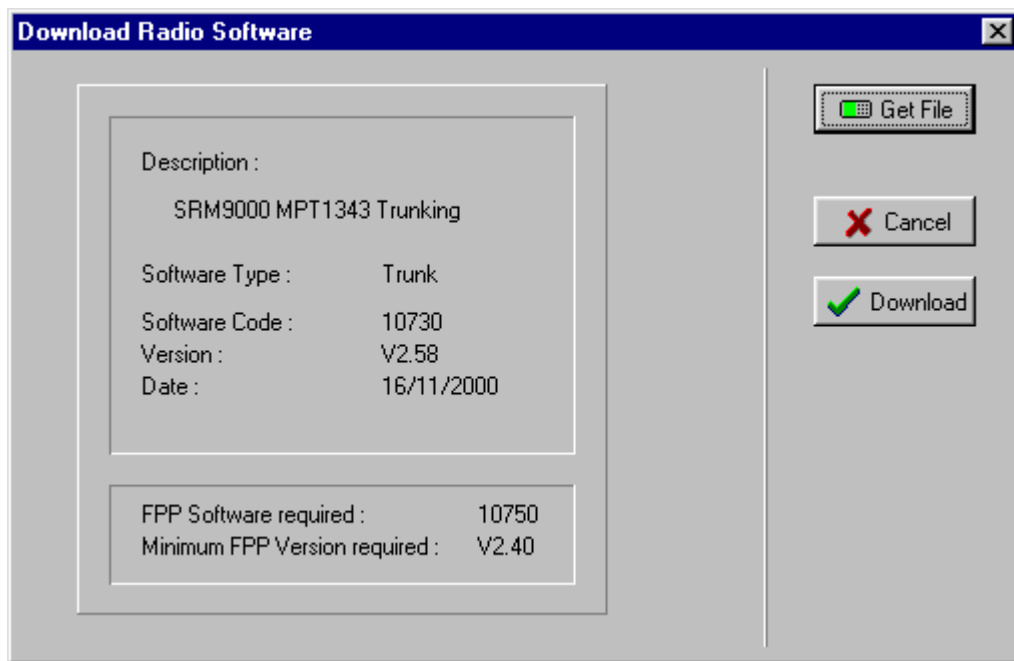 Download Radio Software
Description :
SRM9000 MPT1343 Trunking
Software Type : Trunk
Software Code : 10730
Version : V2.58
Date : 16/11/2000
FPP Software required : 10750
Minimum FPP Version required : V2.40
Get File
Cancel
Download